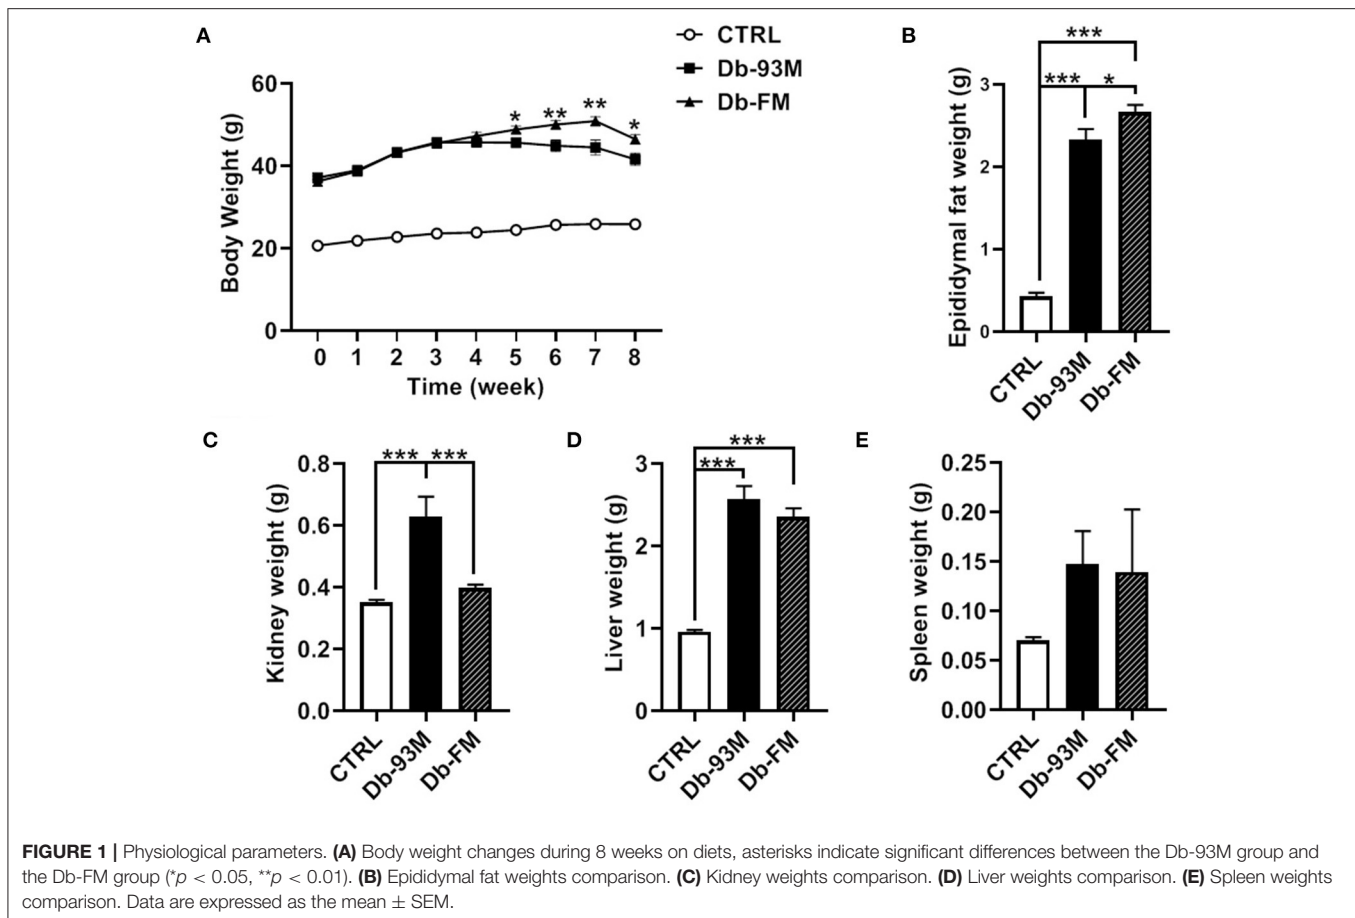 A
CTRL
Db-93M
Db-FM
Body Weight (g)
60
40
20
0
* ** ** *
0 1 2 3 4 5 6 7 8
Time (week)
B
Epididymal fat weight (g)
3
2
1
0
***
*** *
CTRL Db-93M Db-FM
C
Kidney weight (g)
0.8
0.6
0.4
0.2
0.0
*** ***
CTRL Db-93M Db-FM
D
Liver weight (g)
3
2
1
0
***
***
CTRL Db-93M Db-FM
E
Spleen weight (g)
0.25
0.20
0.15
0.10
0.05
0.00
CTRL Db-93M Db-FM
FIGURE 1 | Physiological parameters. (A) Body weight changes during 8 weeks on diets, asterisks indicate significant differences between the Db-93M group and
the Db-FM group (*p < 0.05, **p < 0.01). (B) Epididymal fat weights comparison. (C) Kidney weights comparison. (D) Liver weights comparison. (E) Spleen weights
comparison. Data are expressed as the mean ± SEM.